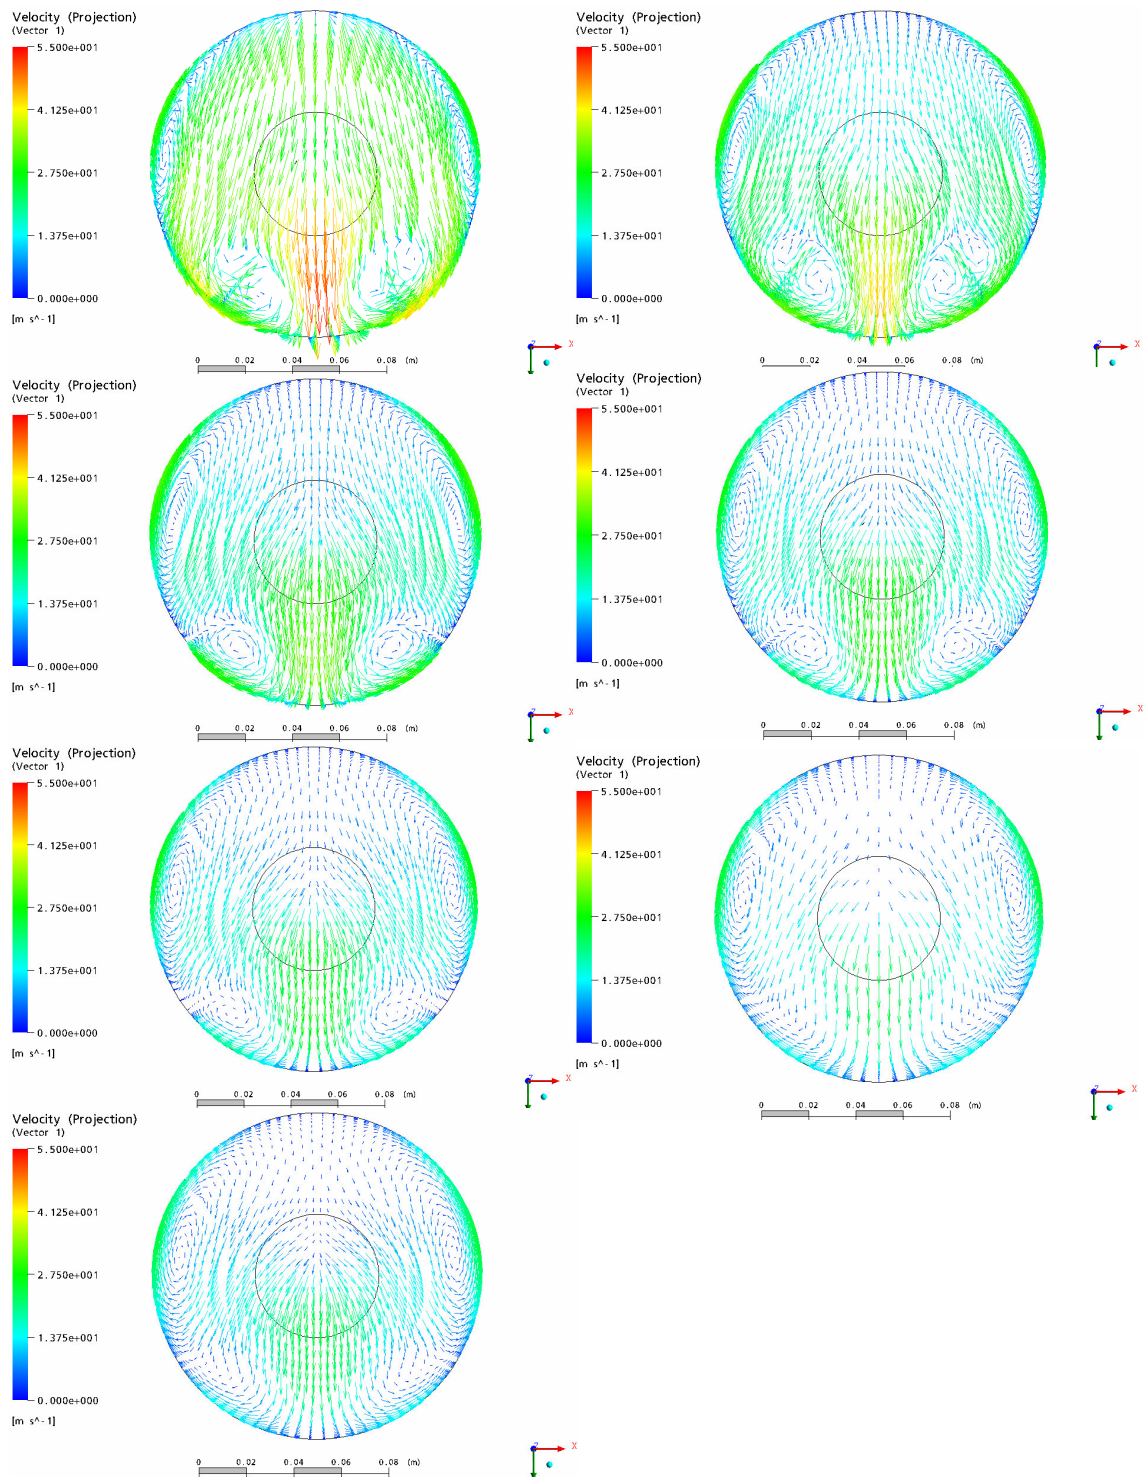 Velocity (Projection)
(Vector 1)
5.500e+001
4.125e+001
2.750e+001
1.375e+001
0.000e+000
[m s^-1]
0 0.02 0.04 0.06 0.08 (m)
Z X
Velocity (Projection)
(Vector 1)
5.500e+001
4.125e+001
2.750e+001
1.375e+001
0.000e+000
[m s^-1]
0 0.02 0.04 0.06 0.08 (m)
Z X
Velocity (Projection)
(Vector 1)
5.500e+001
4.125e+001
2.750e+001
1.375e+001
0.000e+000
[m s^-1]
0 0.02 0.04 0.06 0.08 (m)
Z X
Velocity (Projection)
(Vector 1)
5.500e+001
4.125e+001
2.750e+001
1.375e+001
0.000e+000
[m s^-1]
0 0.02 0.04 0.06 0.08 (m)
Z X
Velocity (Projection)
(Vector 1)
5.500e+001
4.125e+001
2.750e+001
1.375e+001
0.000e+000
[m s^-1]
0 0.02 0.04 0.06 0.08 (m)
Z X
Velocity (Projection)
(Vector 1)
5.500e+001
4.125e+001
2.750e+001
1.375e+001
0.000e+000
[m s^-1]
0 0.02 0.04 0.06 0.08 (m)
Z X
Velocity (Projection)
(Vector 1)
5.500e+001
4.125e+001
2.750e+001
1.375e+001
0.000e+000
[m s^-1]
0 0.02 0.04 0.06 0.08 (m)
Z X